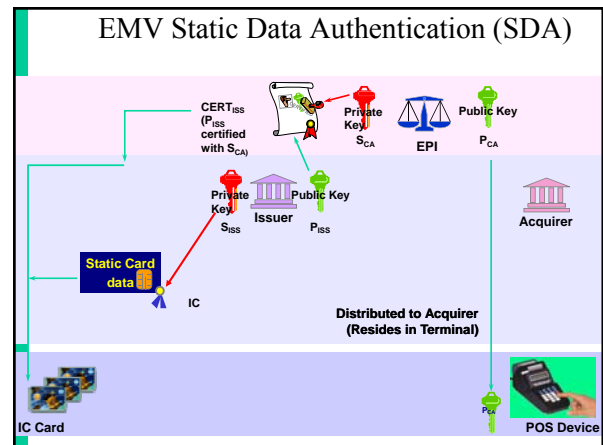 EMV Static Data Authentication (SDA)
CERTISS
(PISS
certified
with SCA)
Private
Key
SCA
EPI
Public Key
PCA
Private
Key
SISS
Issuer
Public Key
PISS
Acquirer
Static Card
data
IC
Distributed to Acquirer
(Resides in Terminal)
IC Card
PCA
POS Device